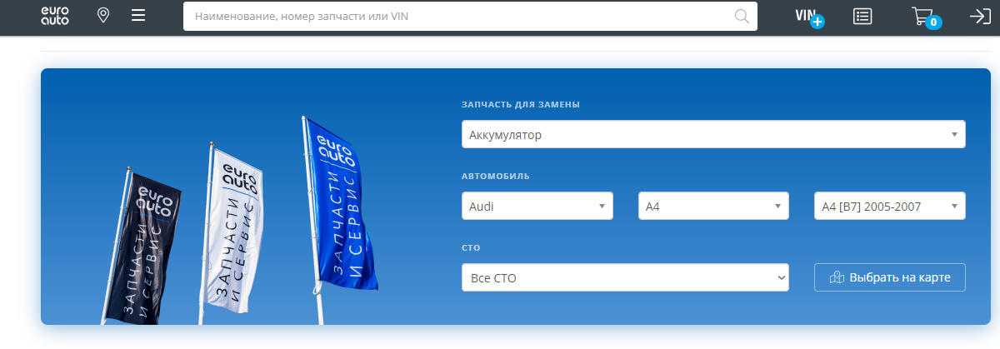 euro
auto
Наименование, номер запчасти или VIN
VIN
0
ЗАПЧАСТЬ ДЛЯ ЗАМЕНЫ
Аккумулятор
АВТОМОБИЛЬ
Audi
A4
A4 [B7] 2005-2007
СТО
Все СТО
Выбрать на карте
euro
auto
ЗАПЧАСТИ
И СЕРВИС
euro
auto
ЗАПЧАСТИ
И СЕРВИС
euro
auto
ЗАПЧАСТИ
И СЕРВИС